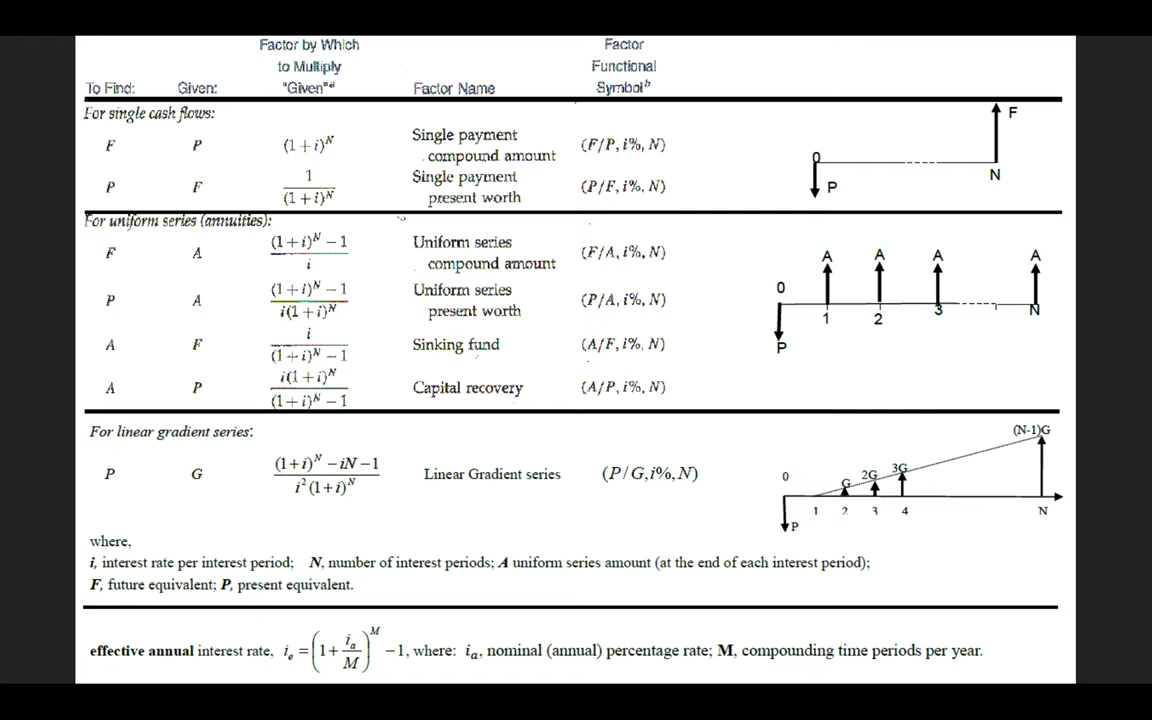 Factor by Which Factor
to Multiply Functional
To Find: Given: "Given"ᵃ Factor Name Symbolᵇ
For single cash flows:
F P (1+i)^N Single payment compound amount (F/P, i%, N)
P F 1/(1+i)^N Single payment present worth (P/F, i%, N)
0 P N F
For uniform series (annuities):
F A ((1+i)^N − 1)/i Uniform series compound amount (F/A, i%, N)
P A ((1+i)^N − 1)/(i(1+i)^N) Uniform series present worth (P/A, i%, N)
A F i/((1+i)^N − 1) Sinking fund (A/F, i%, N)
A P i(1+i)^N/((1+i)^N − 1) Capital recovery (A/P, i%, N)
A A A A
0 1 2 3 N
P
For linear gradient series:
P G ((1+i)^N − iN − 1)/(i²(1+i)^N) Linear Gradient series (P/G, i%, N)
G 2G 3G (N-1)G
0 1 2 3 4 N
P
where,
i, interest rate per interest period; N, number of interest periods; A uniform series amount (at the end of each interest period);
F, future equivalent; P, present equivalent.
effective annual interest rate, i_e = (1 + i_a/M)^M − 1, where: i_a, nominal (annual) percentage rate; M, compounding time periods per year.